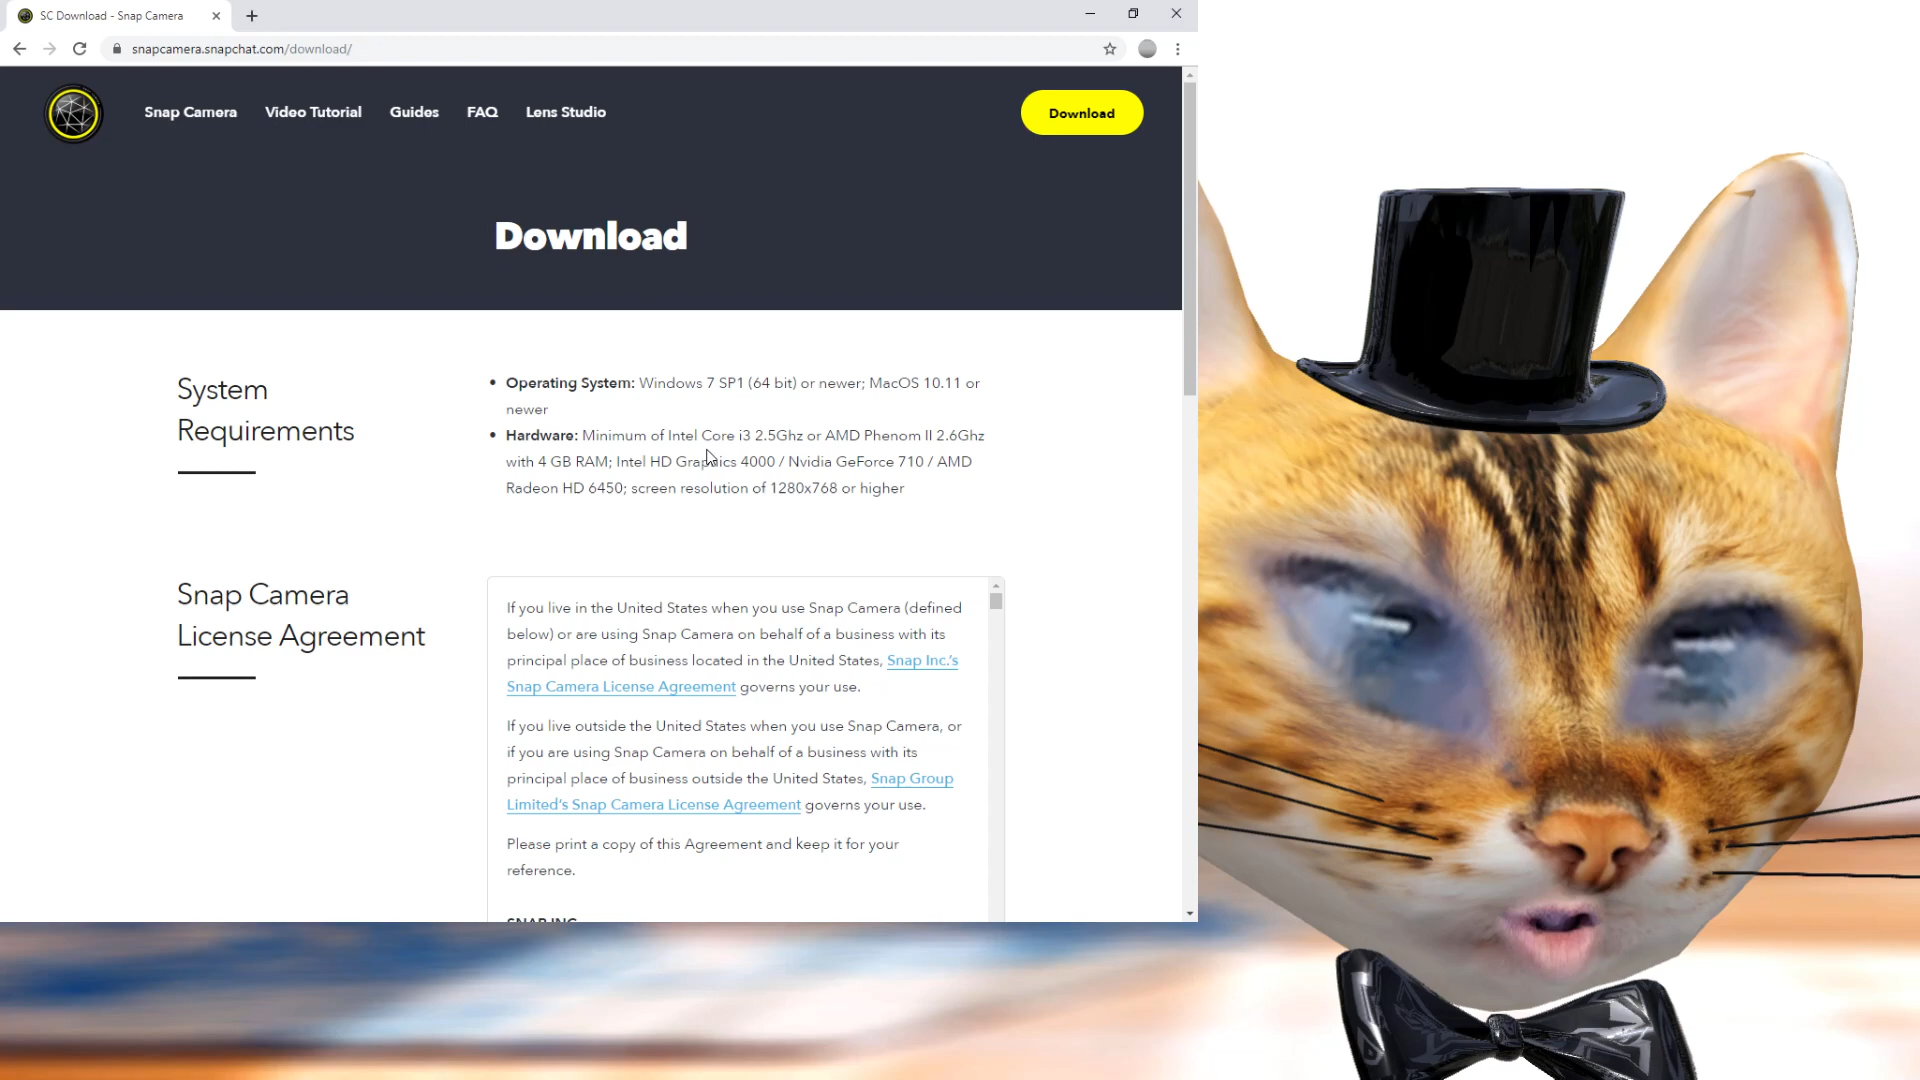 SC Download - Snap Camera
snapcamera.snapchat.com/download/
Snap Camera Video Tutorial Guides FAQ Lens Studio Download
Download
System
Requirements
Operating System: Windows 7 SP1 (64 bit) or newer; MacOS 10.11 or
newer
Hardware: Minimum of Intel Core i3 2.5Ghz or AMD Phenom II 2.6Ghz
with 4 GB RAM; Intel HD Graphics 4000 / Nvidia GeForce 710 / AMD
Radeon HD 6450; screen resolution of 1280x768 or higher
Snap Camera
License Agreement
If you live in the United States when you use Snap Camera (defined
below) or are using Snap Camera on behalf of a business with its
principal place of business located in the United States, Snap Inc.’s
Snap Camera License Agreement governs your use.
If you live outside the United States when you use Snap Camera, or
if you are using Snap Camera on behalf of a business with its
principal place of business outside the United States, Snap Group
Limited’s Snap Camera License Agreement governs your use.
Please print a copy of this Agreement and keep it for your
reference.
SNAP INC.